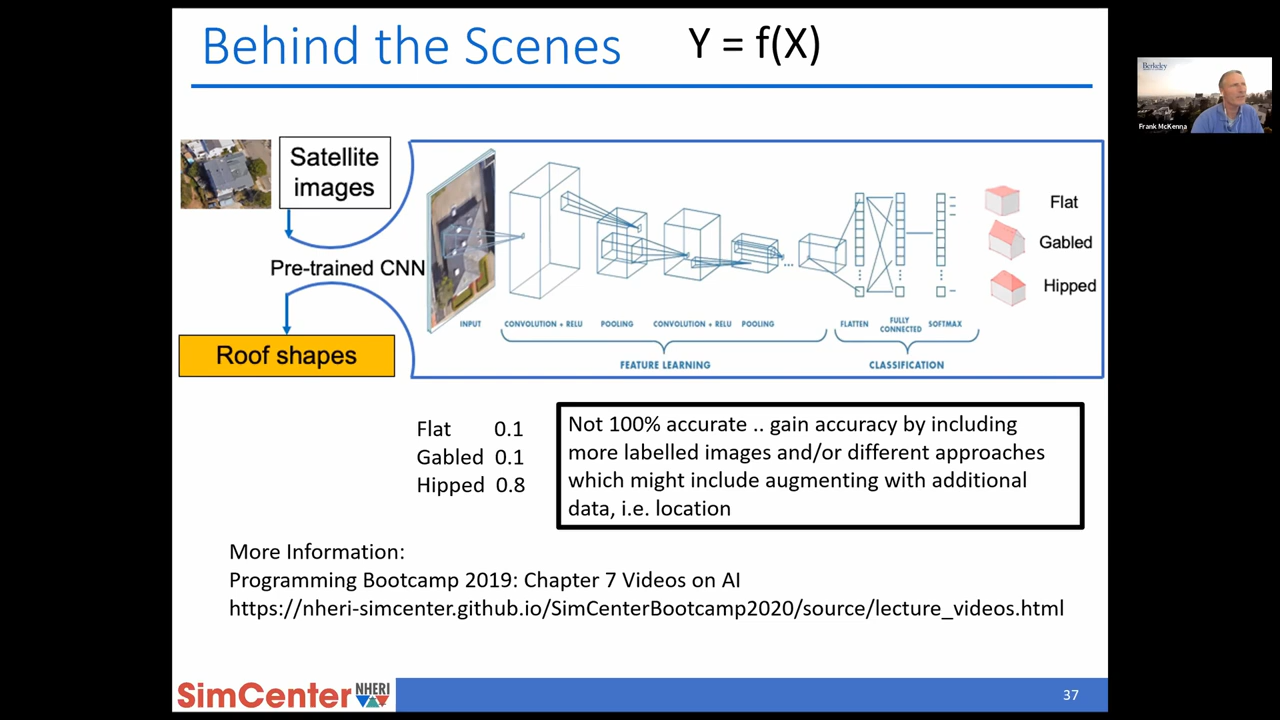 Behind the Scenes
Y = f(X)
Berkeley
Frank McKenna
Satellite
images
Pre-trained CNN
Roof shapes
INPUT
CONVOLUTION + RELU
POOLING
CONVOLUTION + RELU
POOLING
FLATTEN
FULLY
CONNECTED
SOFTMAX
FEATURE LEARNING
CLASSIFICATION
...
Flat
Gabled
Hipped
Flat 0.1
Gabled 0.1
Hipped 0.8
Not 100% accurate .. gain accuracy by including
more labelled images and/or different approaches
which might include augmenting with additional
data, i.e. location
More Information:
Programming Bootcamp 2019: Chapter 7 Videos on AI
https://nheri-simcenter.github.io/SimCenterBootcamp2020/source/lecture_videos.html
SimCenter
NHERI
37